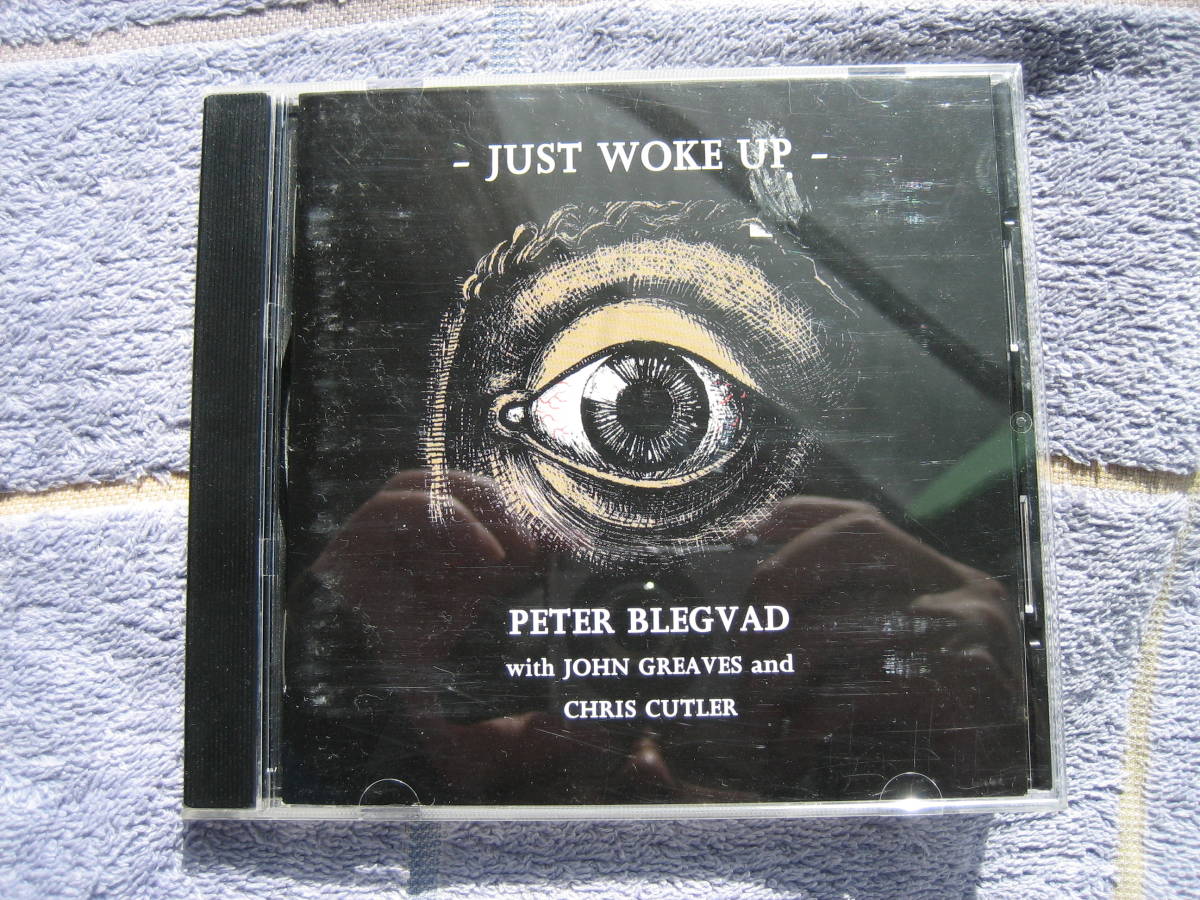 - JUST WOKE UP -
PETER BLEGVAD
with JOHN GREAVES and
CHRIS CUTLER